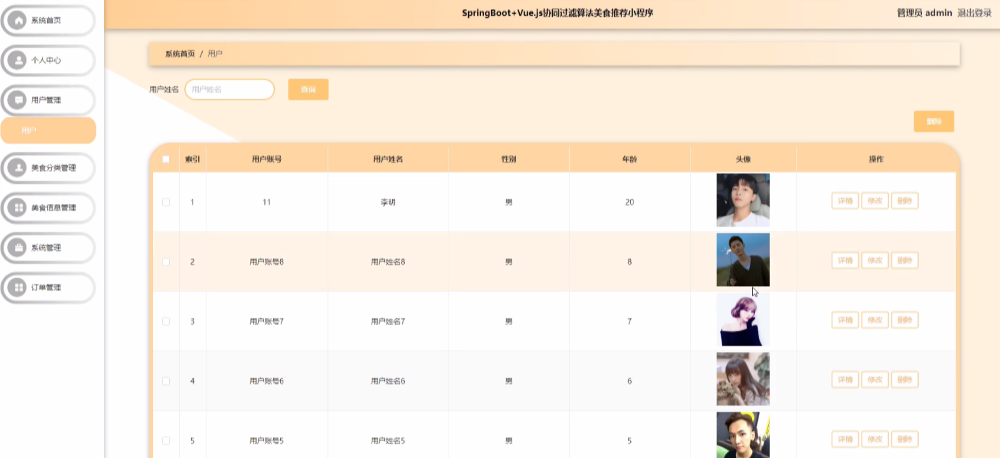 SpringBoot+Vue.js协同过滤算法美食推荐小程序
管理员 admin 退出登录
系统首页
个人中心
用户管理
用户
美食分类管理
美食信息管理
系统管理
订单管理
系统首页 / 用户
用户姓名 用户姓名 查询
删除
索引 用户账号 用户姓名 性别 年龄 头像 操作
1 11 李明 男 20 详情 修改 删除
2 用户账号8 用户姓名8 男 8 详情 修改 删除
3 用户账号7 用户姓名7 男 7 详情 修改 删除
4 用户账号6 用户姓名6 男 6 详情 修改 删除
5 用户账号5 用户姓名5 男 5 详情 修改 删除